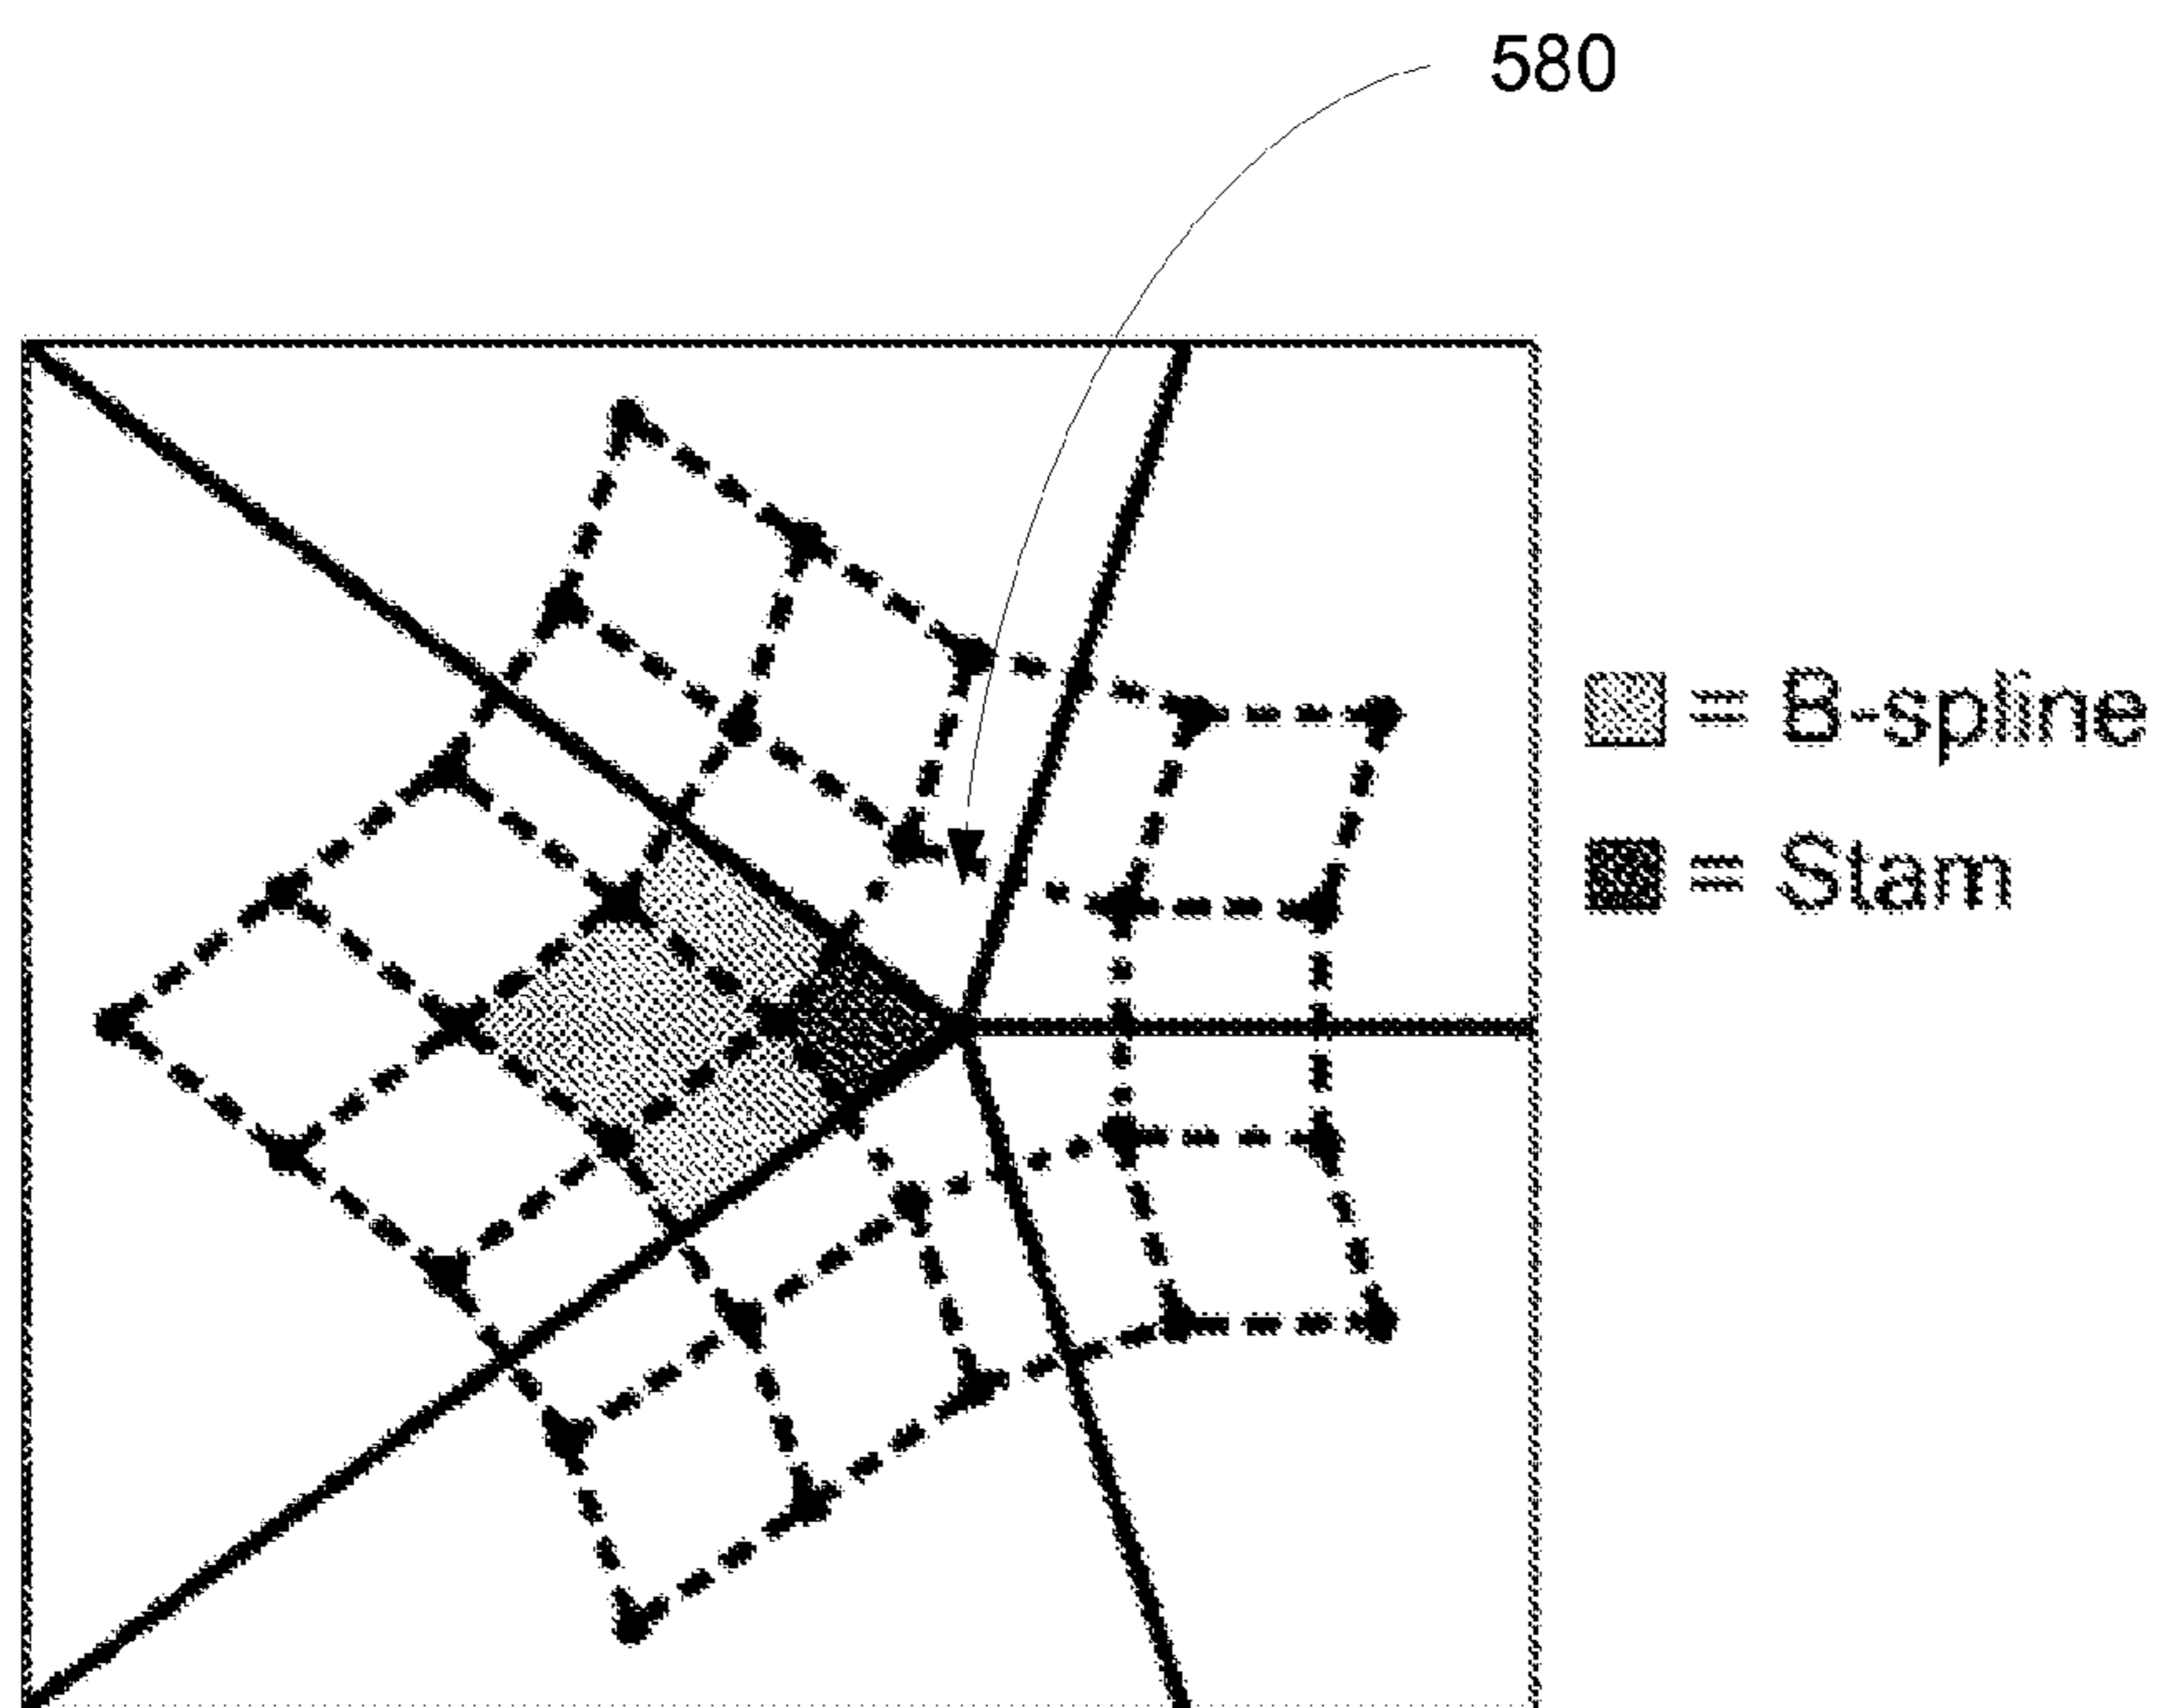 580
= B-spline
= Stam